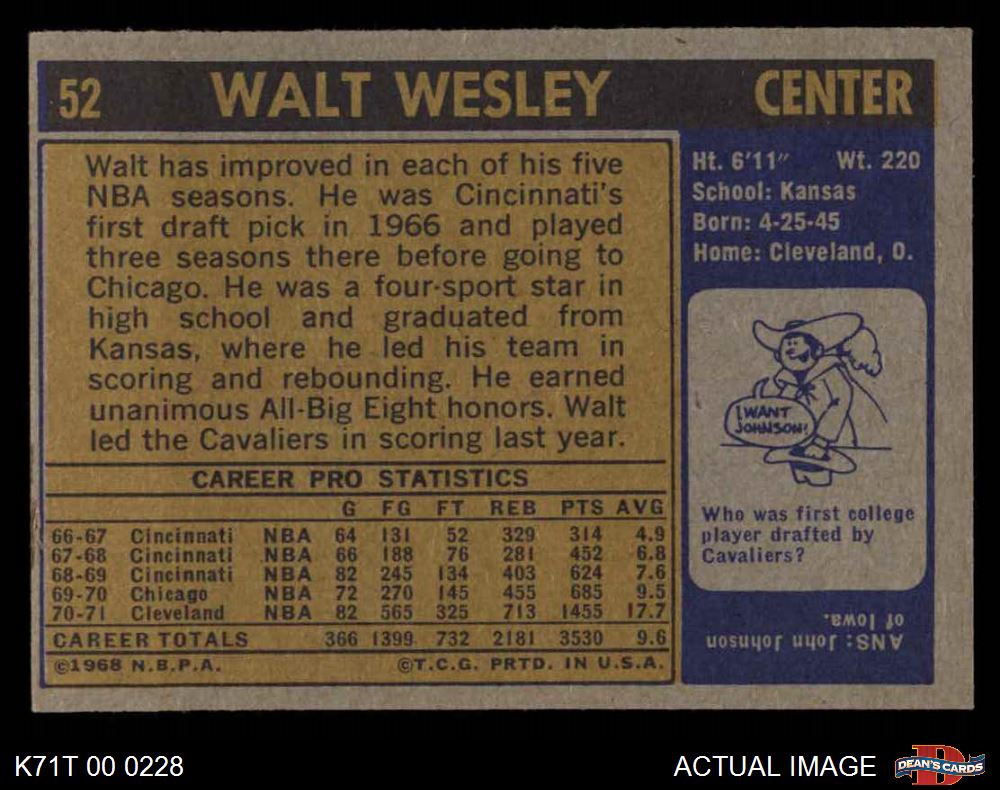 52 WALT WESLEY CENTER
Walt has improved in each of his five
NBA seasons. He was Cincinnati's
first draft pick in 1966 and played
three seasons there before going to
Chicago. He was a four-sport star in
high school and graduated from
Kansas, where he led his team in
scoring and rebounding. He earned
unanimous All-Big Eight honors. Walt
led the Cavaliers in scoring last year.
CAREER PRO STATISTICS
G FG FT REB PTS AVG
66-67 Cincinnati NBA 64 131 52 329 314 4.9
67-68 Cincinnati NBA 66 188 76 281 452 6.8
68-69 Cincinnati NBA 82 245 134 403 624 7.6
69-70 Chicago NBA 72 270 145 455 685 9.5
70-71 Cleveland NBA 82 565 325 713 1455 17.7
CAREER TOTALS 366 1399 732 2181 3530 9.6
©1968 N.B.P.A. ©T.C.G. PRTD. IN U.S.A.
Ht. 6'11" Wt. 220
School: Kansas
Born: 4-25-45
Home: Cleveland, O.
I WANT
JOHNSON!
Who was first college
player drafted by
Cavaliers?
ANS: John Johnson
of Iowa.
K71T 00 0228 ACTUAL IMAGE
D
DEAN'S CARDS